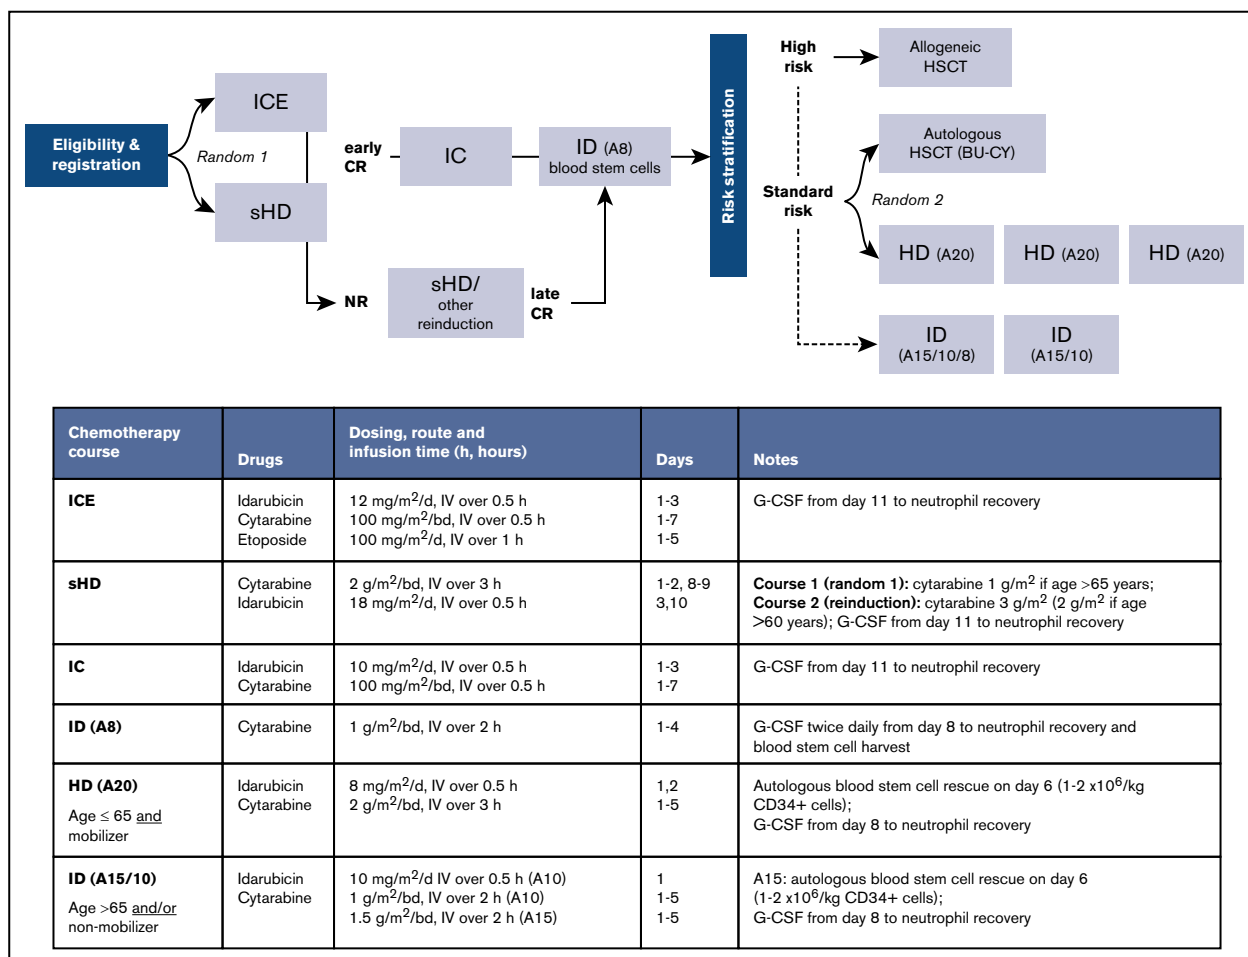 Eligibility &
registration
Random 1
ICE
sHD
early
CR
IC
ID (A8)
blood stem cells
NR
sHD/
other
reinduction
late
CR
Risk stratification
High
risk
Allogeneic
HSCT
Standard
risk
Random 2
Autologous
HSCT (BU-CY)
HD (A20)
HD (A20)
HD (A20)
ID
(A15/10/8)
ID
(A15/10)
Chemotherapy
course
Drugs
Dosing, route and
infusion time (h, hours)
Days
Notes
ICE
Idarubicin 12 mg/m²/d, IV over 0.5 h 1-3
Cytarabine 100 mg/m²/bd, IV over 0.5 h 1-7
Etoposide 100 mg/m²/d, IV over 1 h 1-5
G-CSF from day 11 to neutrophil recovery
sHD
Cytarabine 2 g/m²/bd, IV over 3 h 1-2, 8-9
Idarubicin 18 mg/m²/d, IV over 0.5 h 3,10
Course 1 (random 1): cytarabine 1 g/m² if age >65 years;
Course 2 (reinduction): cytarabine 3 g/m² (2 g/m² if age
>60 years); G-CSF from day 11 to neutrophil recovery
IC
Idarubicin 10 mg/m²/d, IV over 0.5 h 1-3
Cytarabine 100 mg/m²/bd, IV over 0.5 h 1-7
G-CSF from day 11 to neutrophil recovery
ID (A8)
Cytarabine 1 g/m²/bd, IV over 2 h 1-4
G-CSF twice daily from day 8 to neutrophil recovery and
blood stem cell harvest
HD (A20)
Age ≤ 65 and
mobilizer
Idarubicin 8 mg/m²/d, IV over 0.5 h 1,2
Cytarabine 2 g/m²/bd, IV over 3 h 1-5
Autologous blood stem cell rescue on day 6 (1-2 x10⁶/kg
CD34+ cells);
G-CSF from day 8 to neutrophil recovery
ID (A15/10)
Age >65 and/or
non-mobilizer
Idarubicin 10 mg/m²/d IV over 0.5 h (A10) 1
Cytarabine 1 g/m²/bd, IV over 2 h (A10) 1-5
1.5 g/m²/bd, IV over 2 h (A15) 1-5
A15: autologous blood stem cell rescue on day 6
(1-2 x10⁶/kg CD34+ cells);
G-CSF from day 8 to neutrophil recovery